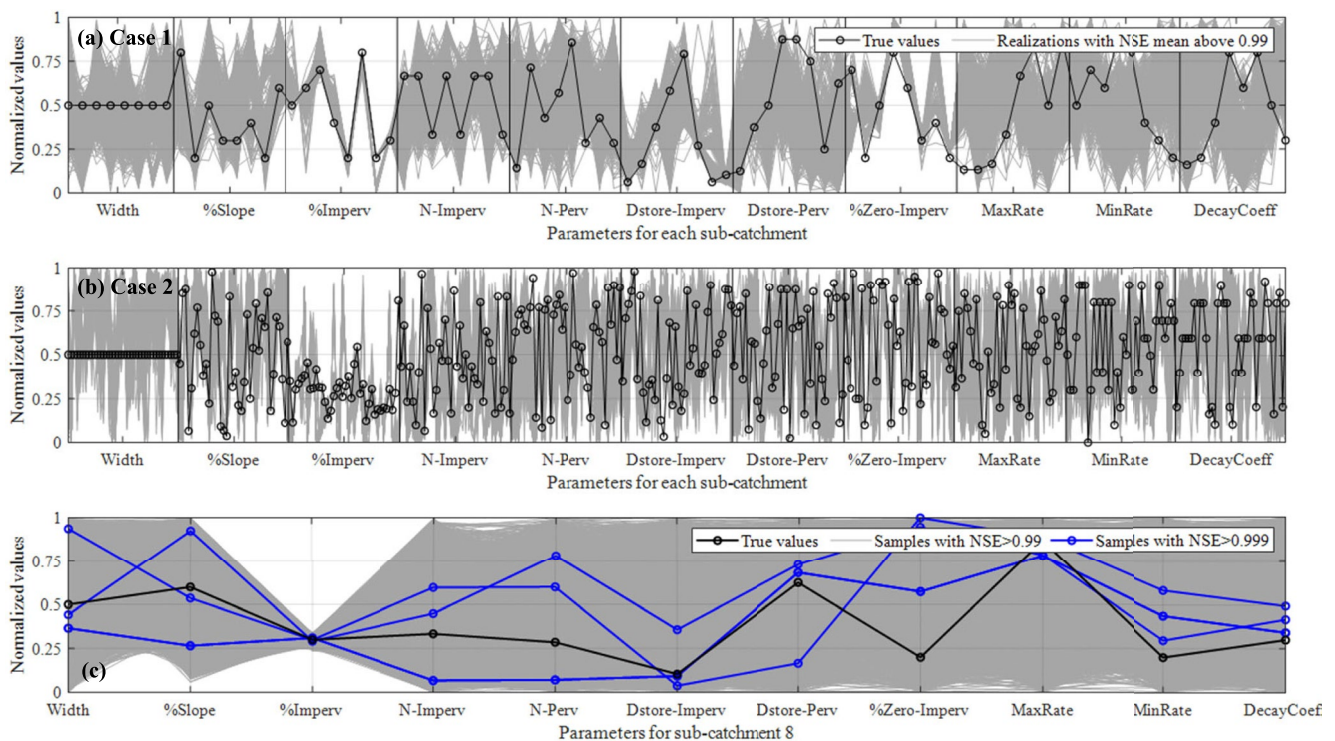 (a) Case 1
True values
Realizations with NSE mean above 0.99
Normalized values
1
0.75
0.5
0.25
0
Width
%Slope
%Imperv
N-Imperv
N-Perv
Dstore-Imperv
Dstore-Perv
%Zero-Imperv
MaxRate
MinRate
DecayCoeff
Parameters for each sub-catchment
(b) Case 2
Normalized values
1
0.75
0.5
0.25
0
Width
%Slope
%Imperv
N-Imperv
N-Perv
Dstore-Imperv
Dstore-Perv
%Zero-Imperv
MaxRate
MinRate
DecayCoeff
Parameters for each sub-catchment
True values
Samples with NSE>0.99
Samples with NSE>0.999
Normalized values
1
0.75
0.5
0.25
0
(c)
Width
%Slope
%Imperv
N-Imperv
N-Perv
Dstore-Imperv
Dstore-Perv
%Zero-Imperv
MaxRate
MinRate
DecayCoeff
Parameters for sub-catchment 8